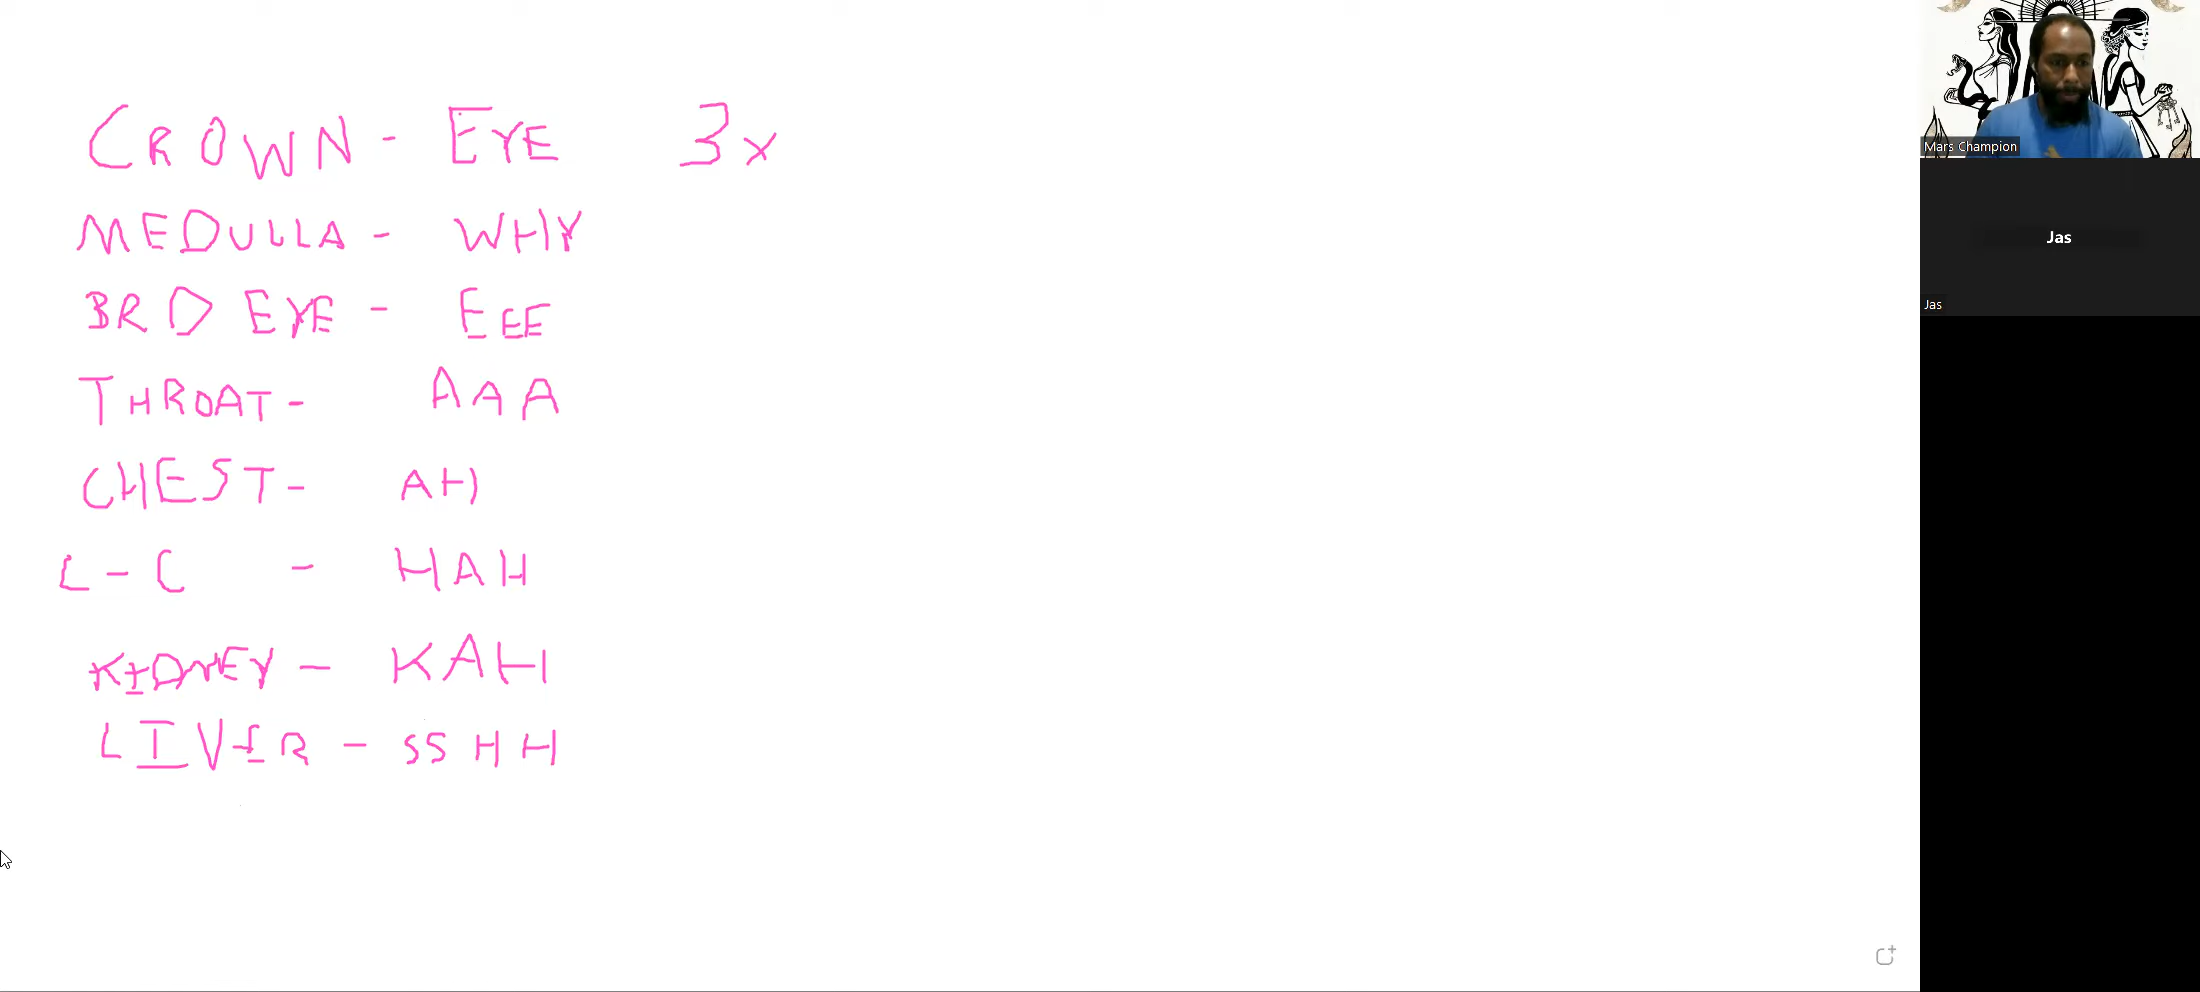 CROWN - EYE 3x
MEDULLA - WHY
BRD EYE - EEE
THROAT - AAA
CHEST - AH
L-C - HAH
KIDNEY - KAH
LIVER - SSHH
Mars Champion
Jas
Jas